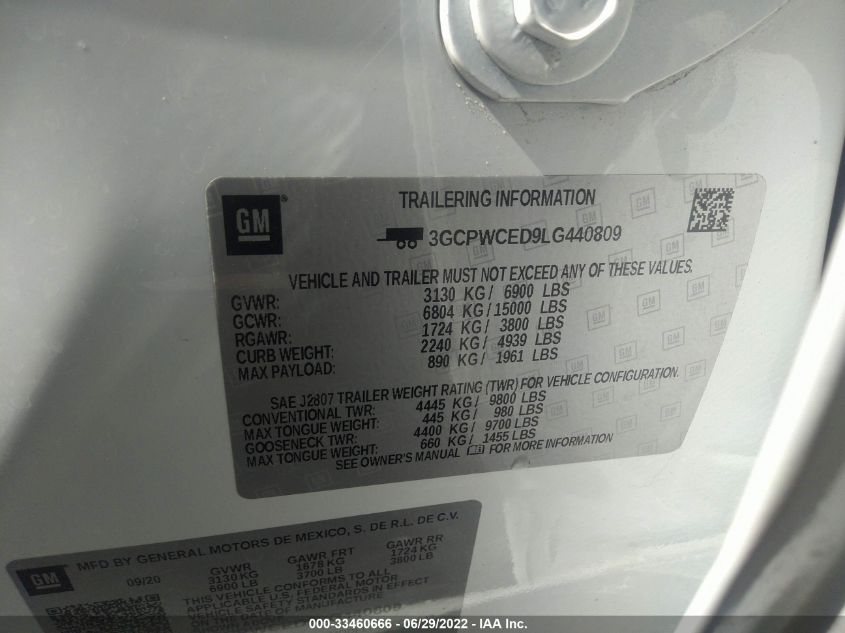 GM ®
TRAILERING INFORMATION
3GCPWCED9LG440809
VEHICLE AND TRAILER MUST NOT EXCEED ANY OF THESE VALUES.
GVWR: 3130 KG/ 6900 LBS
GCWR: 6804 KG/15000 LBS
RGAWR: 1724 KG/ 3800 LBS
CURB WEIGHT: 2240 KG/ 4939 LBS
MAX PAYLOAD: 890 KG/ 1961 LBS
SAE J2807 TRAILER WEIGHT RATING (TWR) FOR VEHICLE CONFIGURATION.
CONVENTIONAL TWR: 4445 KG/ 9800 LBS
MAX TONGUE WEIGHT: 445 KG/ 980 LBS
GOOSENECK TWR: 4400 KG/ 9700 LBS
MAX TONGUE WEIGHT: 660 KG/ 1455 LBS
SEE OWNER'S MANUAL FOR MORE INFORMATION
GM
MFD BY GENERAL MOTORS DE MEXICO, S. DE R.L. DE C.V.
09/20 GVWR GAWR FRT GAWR RR
3130 KG 1678 KG 1724 KG
6900 LB 3700 LB 3800 LB
THIS VEHICLE CONFORMS TO ALL
APPLICABLE U.S. FEDERAL MOTOR
VEHICLE SAFETY STANDARDS IN EFFECT
ON THE DATE OF MANUFACTURE
000-33460666 - 06/29/2022 - IAA Inc.